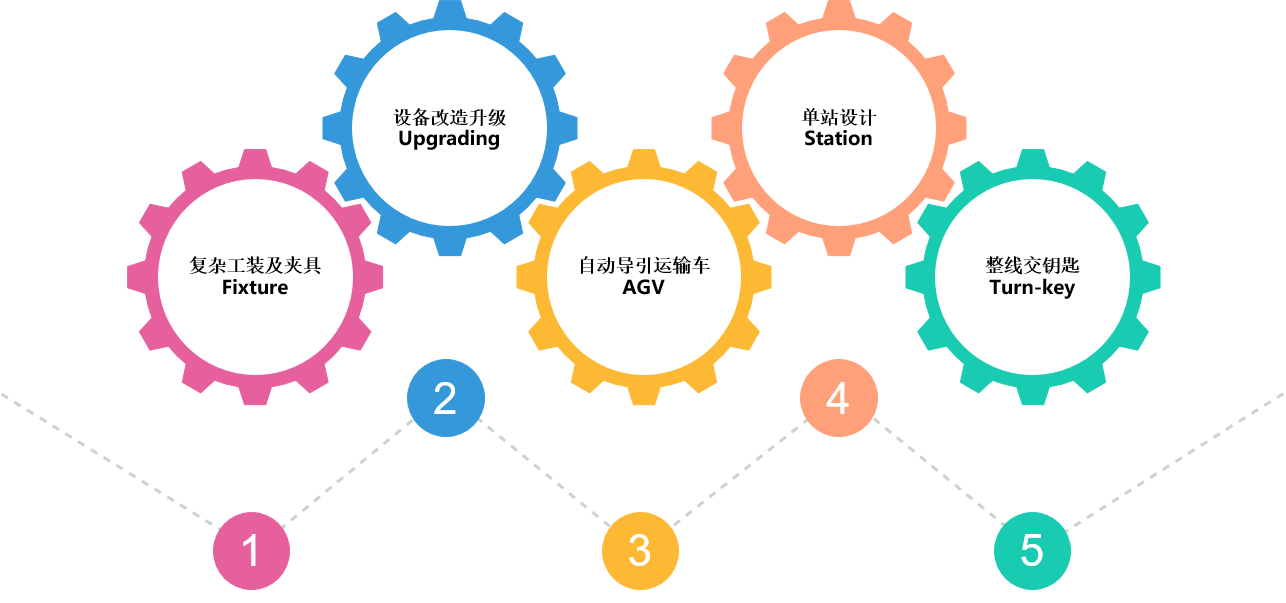 设备改造升级
Upgrading
单站设计
Station
复杂工装及夹具
Fixture
自动导引运输车
AGV
整线交钥匙
Turn-key
2
4
1
3
5